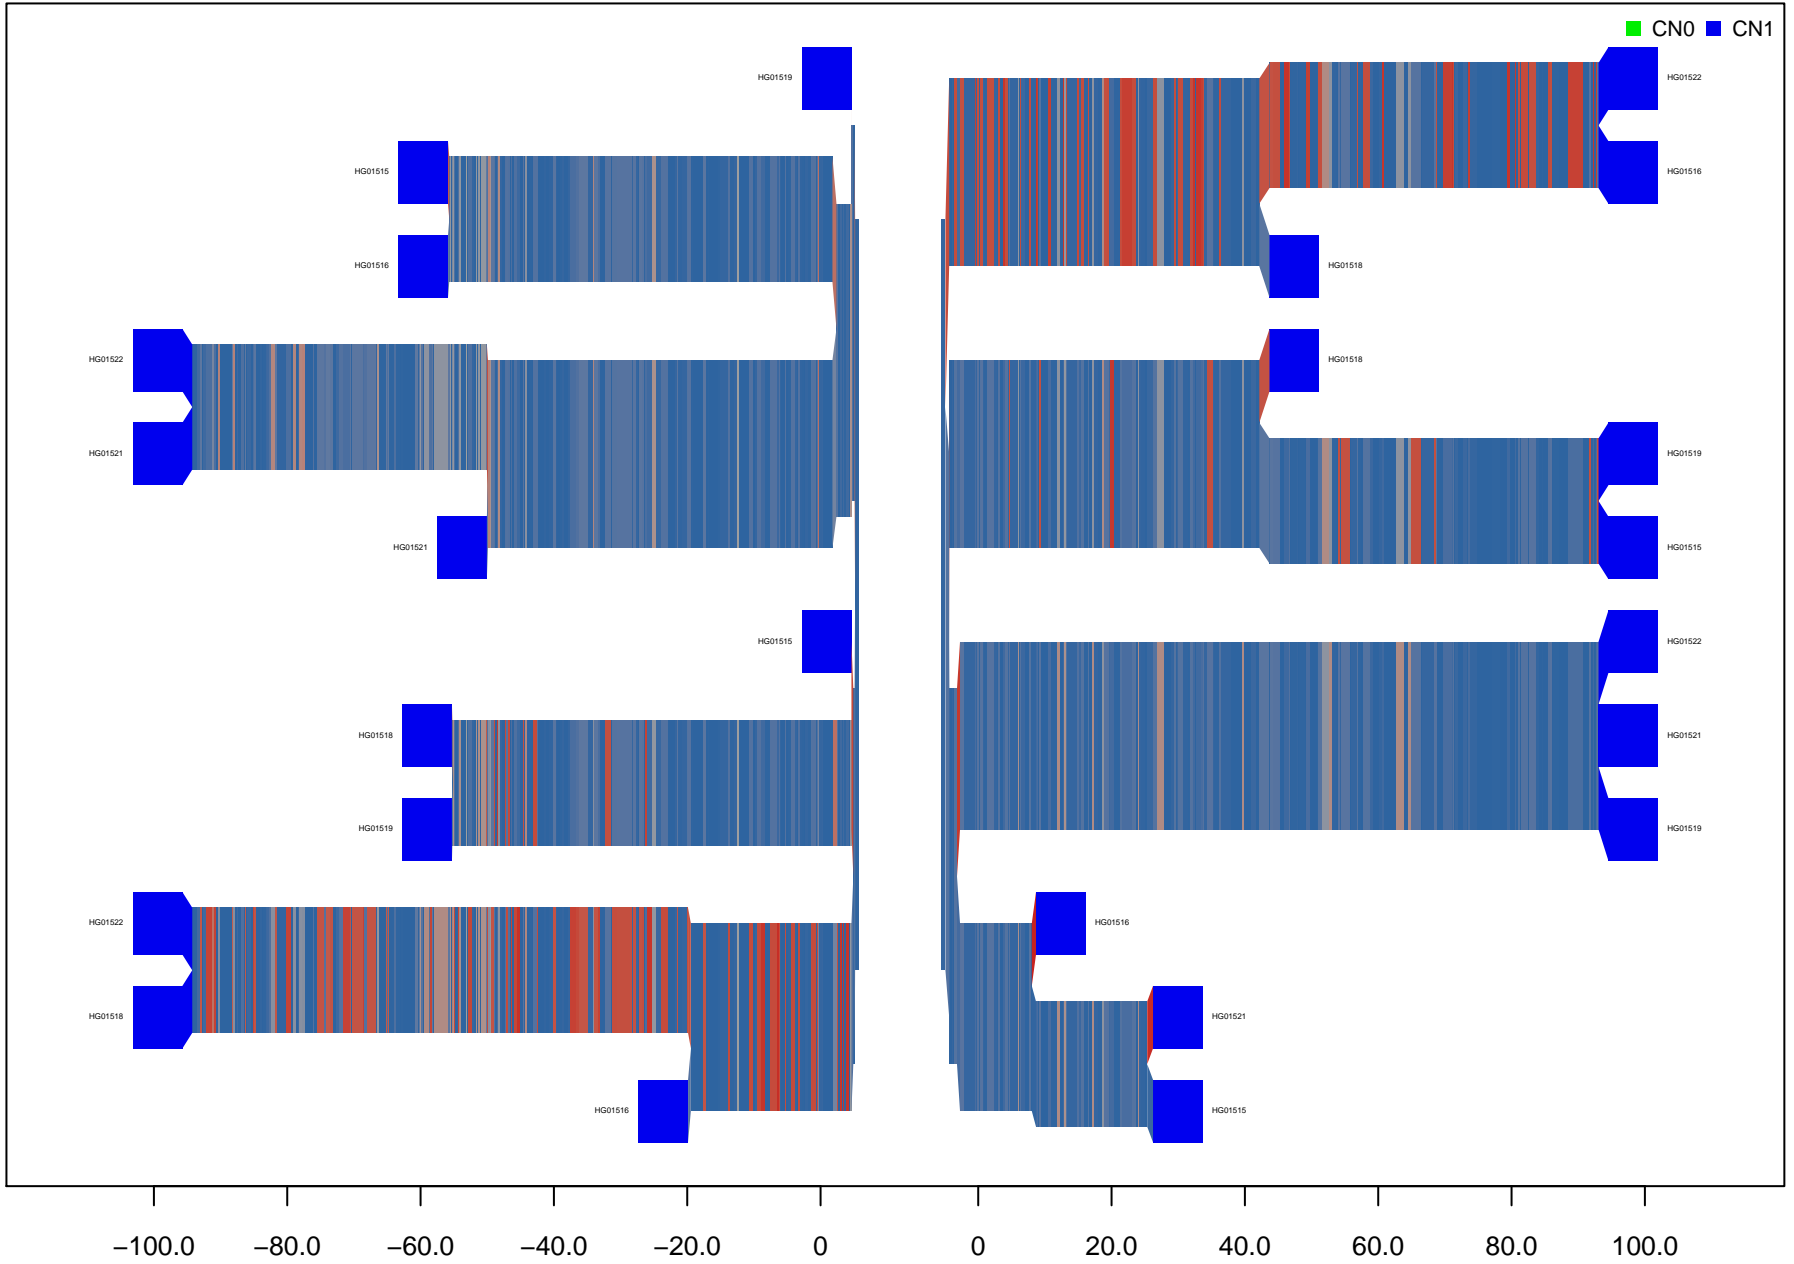 CN0 CN1
HG01519 HG01522
HG01515 HG01516
HG01516 HG01518
HG01522 HG01518
HG01521 HG01519
HG01521 HG01515
HG01515 HG01522
HG01518 HG01521
HG01519 HG01519
HG01522 HG01516
HG01518 HG01521
HG01516 HG01515
−100.0 −80.0 −60.0 −40.0 −20.0 0 0 20.0 40.0 60.0 80.0 100.0